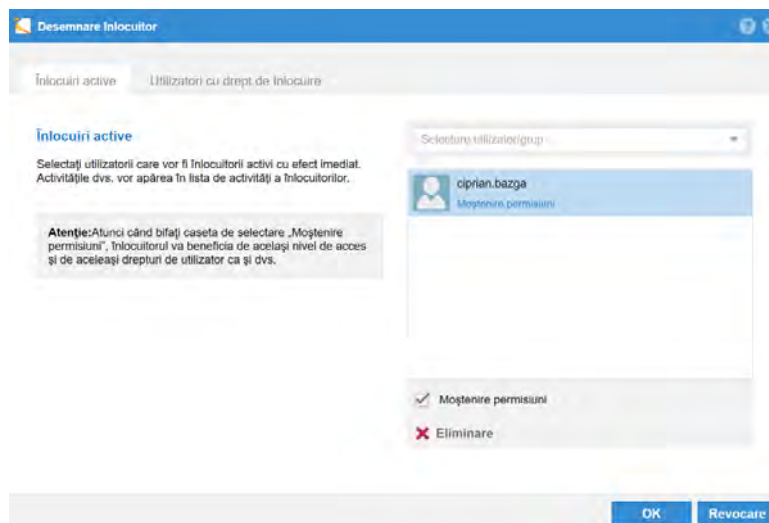 Desemnare Inlocuitor
Înlocuiri active
Utilizatori cu drept de înlocuire
Înlocuiri active
Selectați utilizatorii care vor fi înlocuitorii activi cu efect imediat.
Activitățile dvs. vor apărea în lista de activități a înlocuitorilor.
Atenție:Atunci când bifați caseta de selectare „Moștenire
permisiuni”, înlocuitorul va beneficia de același nivel de acces
și de aceleași drepturi de utilizator ca și dvs.
Selectare utilizator/grup
ciprian.bazga
Moștenire permisiuni
Moștenire permisiuni
Eliminare
OK
Revocare